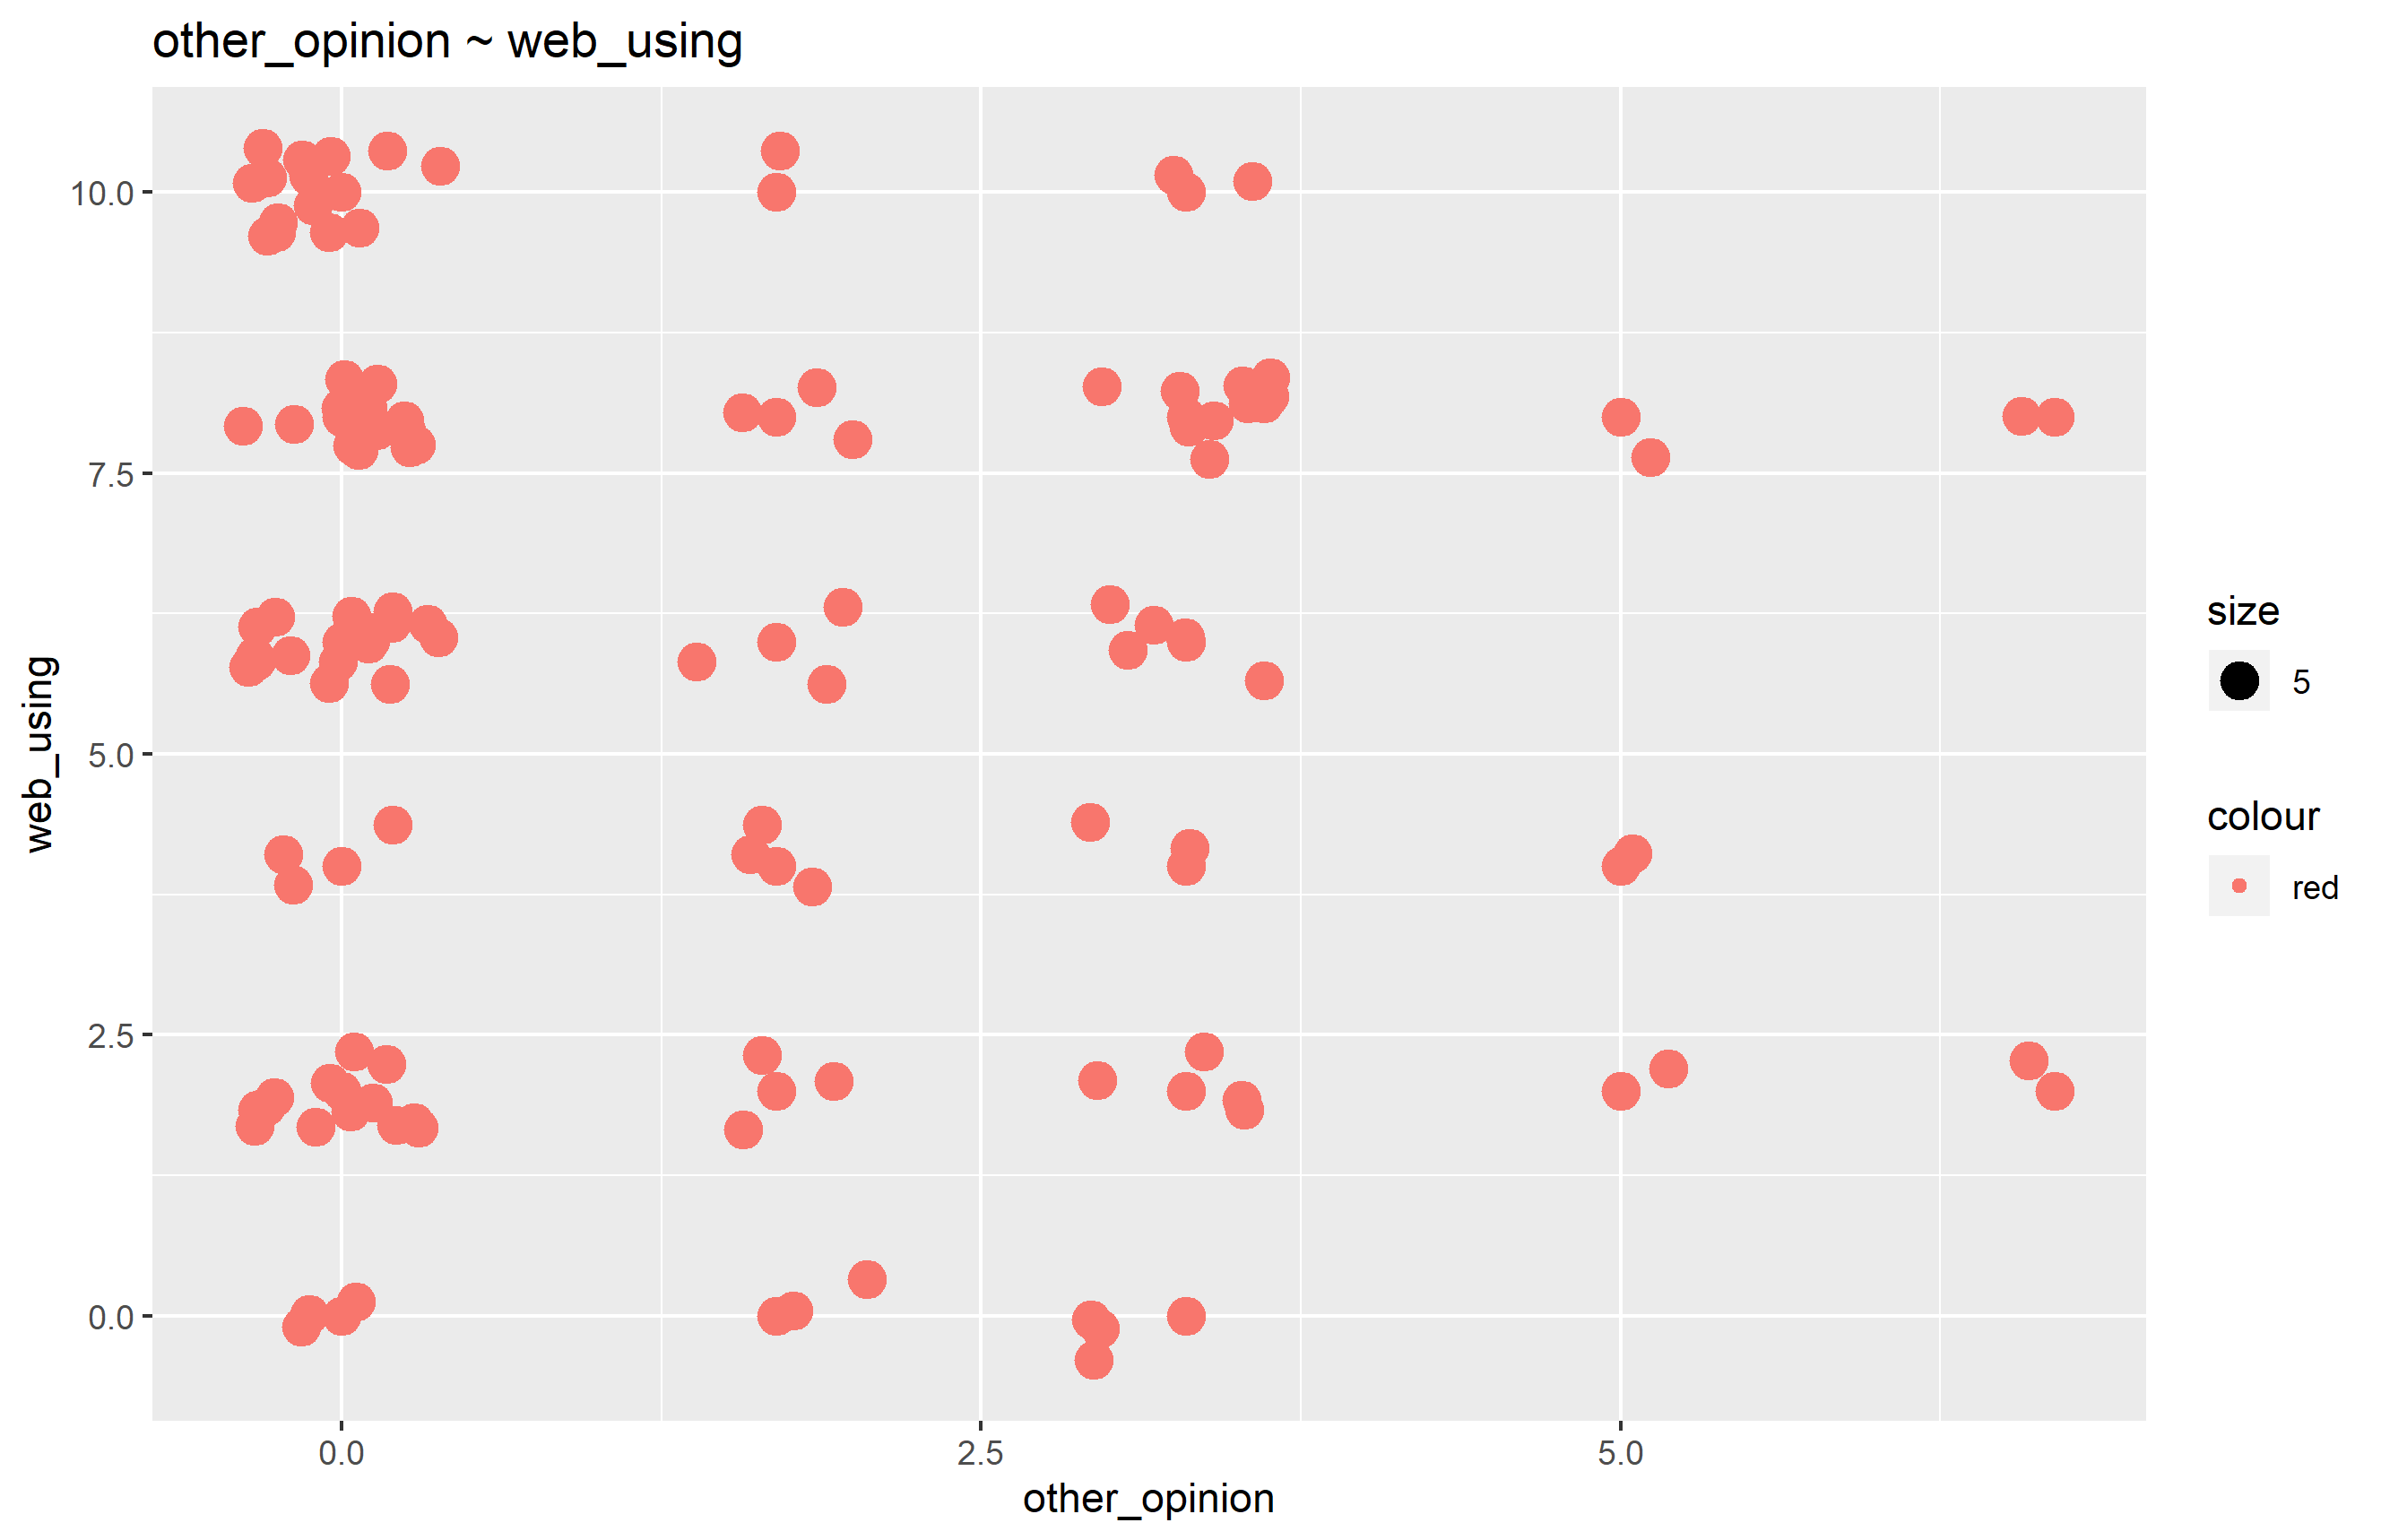 other_opinion ~ web_using
web_using
10.0
7.5
5.0
2.5
0.0
0.0 2.5 5.0
other_opinion
size
5
colour
red